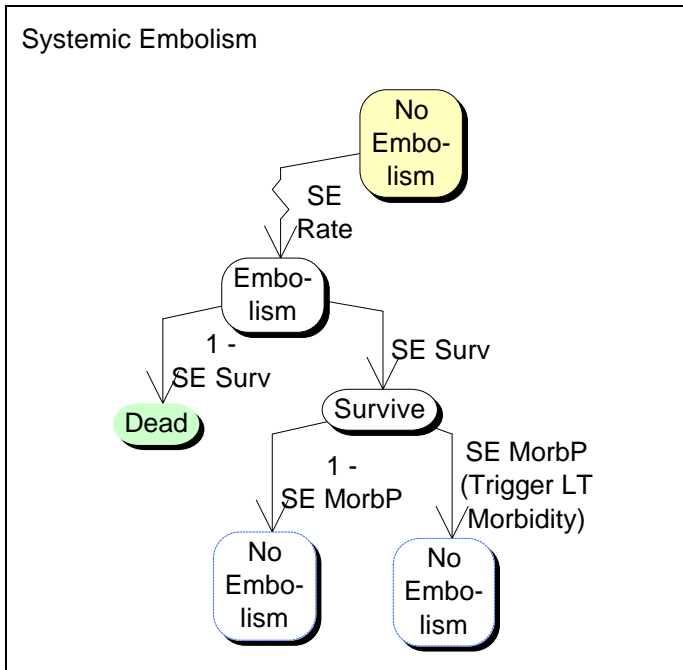 Systemic Embolism
No
Embo-
lism
SE
Rate
Embo-
lism
1 -
SE Surv
SE Surv
Dead
Survive
1 -
SE MorbP
SE MorbP
(Trigger LT
Morbidity)
No
Embo-
lism
No
Embo-
lism